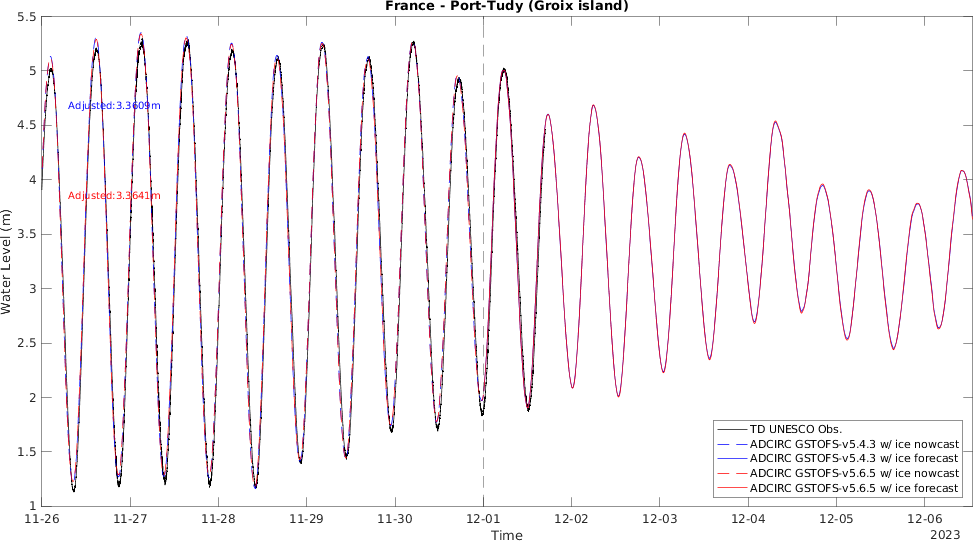 France - Port-Tudy (Groix island)
5.5
5
4.5
4
3.5
3
2.5
2
1.5
1
Water Level (m)
Adjusted:3.3609m
Adjusted:3.3641m
TD UNESCO Obs.
ADCIRC GSTOFS-v5.4.3 w/ ice nowcast
ADCIRC GSTOFS-v5.4.3 w/ ice forecast
ADCIRC GSTOFS-v5.6.5 w/ ice nowcast
ADCIRC GSTOFS-v5.6.5 w/ ice forecast
11-26 11-27 11-28 11-29 11-30 12-01 12-02 12-03 12-04 12-05 12-06
Time
2023